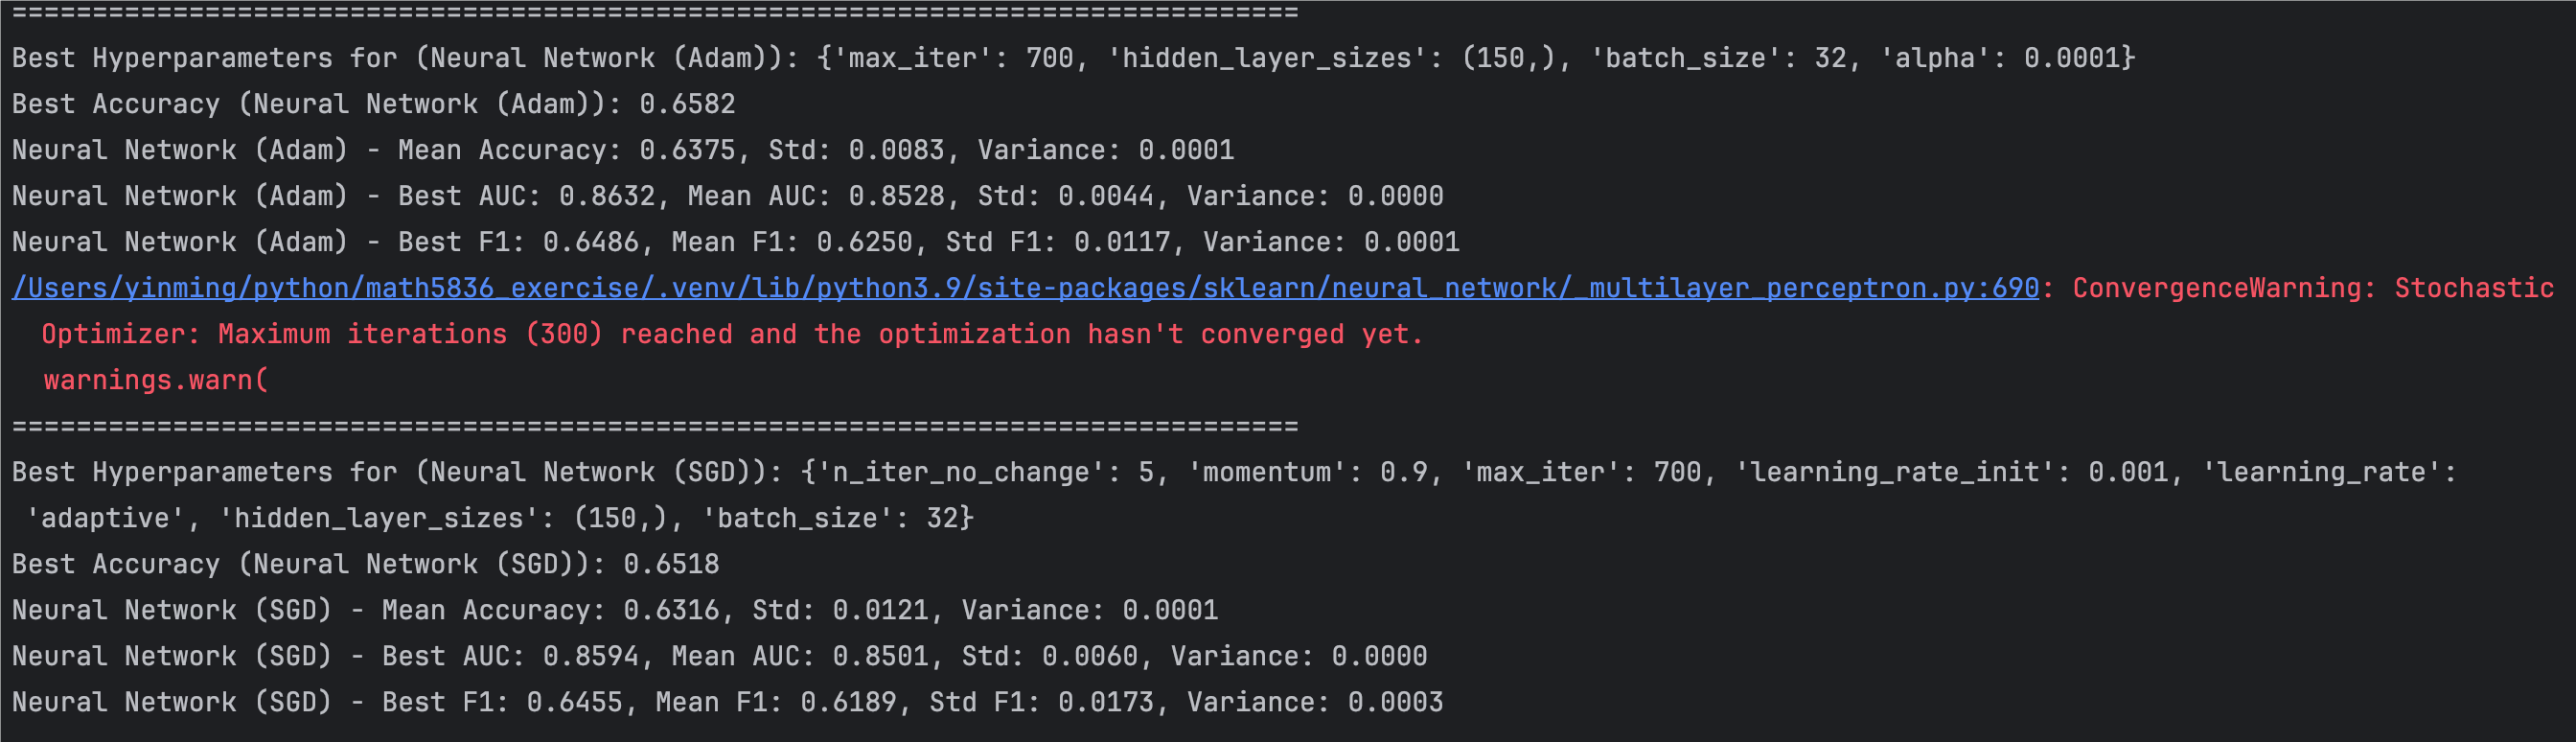 ================================================================================
Best Hyperparameters for (Neural Network (Adam)): {'max_iter': 700, 'hidden_layer_sizes': (150,), 'batch_size': 32, 'alpha': 0.0001}
Best Accuracy (Neural Network (Adam)): 0.6582
Neural Network (Adam) - Mean Accuracy: 0.6375, Std: 0.0083, Variance: 0.0001
Neural Network (Adam) - Best AUC: 0.8632, Mean AUC: 0.8528, Std: 0.0044, Variance: 0.0000
Neural Network (Adam) - Best F1: 0.6486, Mean F1: 0.6250, Std F1: 0.0117, Variance: 0.0001
/Users/yinming/python/math5836_exercise/.venv/lib/python3.9/site-packages/sklearn/neural_network/_multilayer_perceptron.py:690: ConvergenceWarning: Stochastic
Optimizer: Maximum iterations (300) reached and the optimization hasn't converged yet.
warnings.warn(
================================================================================
Best Hyperparameters for (Neural Network (SGD)): {'n_iter_no_change': 5, 'momentum': 0.9, 'max_iter': 700, 'learning_rate_init': 0.001, 'learning_rate':
'adaptive', 'hidden_layer_sizes': (150,), 'batch_size': 32}
Best Accuracy (Neural Network (SGD)): 0.6518
Neural Network (SGD) - Mean Accuracy: 0.6316, Std: 0.0121, Variance: 0.0001
Neural Network (SGD) - Best AUC: 0.8594, Mean AUC: 0.8501, Std: 0.0060, Variance: 0.0000
Neural Network (SGD) - Best F1: 0.6455, Mean F1: 0.6189, Std F1: 0.0173, Variance: 0.0003